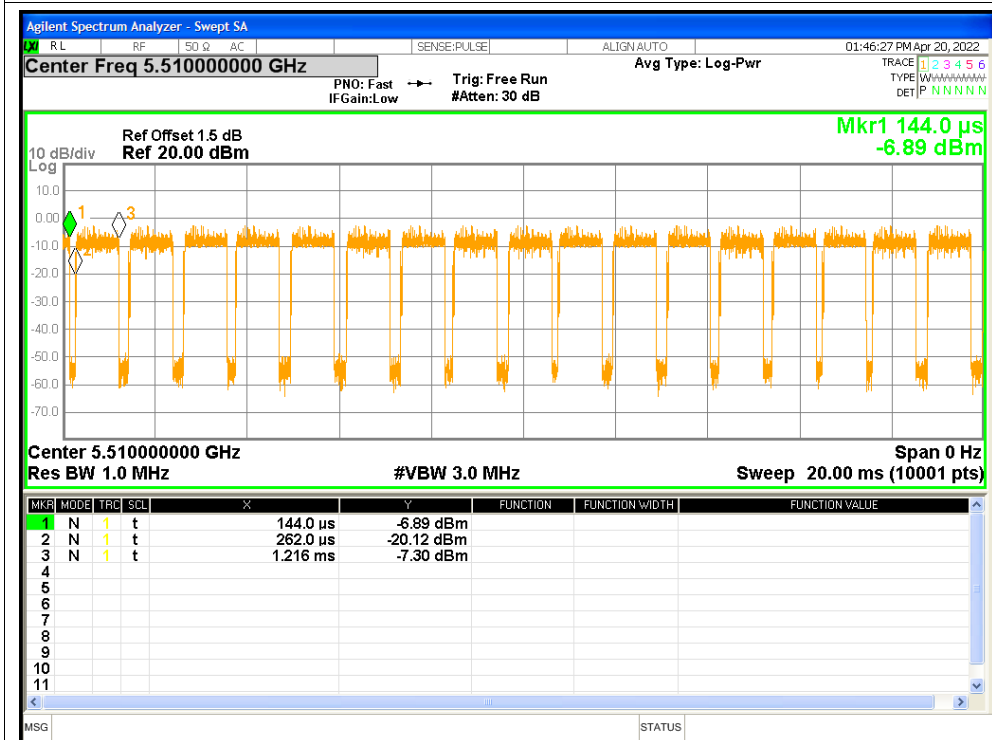 Agilent Spectrum Analyzer - Swept SA
LXI RL RF 50 Ω AC SENSE:PULSE ALIGN AUTO 01:46:27 PM Apr 20, 2022
Center Freq 5.510000000 GHz Avg Type: Log-Pwr TRACE 1 2 3 4 5 6
PNO: Fast Trig: Free Run TYPE W
IFGain:Low #Atten: 30 dB DET P N N N N N
Mkr1 144.0 µs
-6.89 dBm
Ref Offset 1.5 dB
10 dB/div Ref 20.00 dBm
Log
10.0
0.00
-10.0
-20.0
-30.0
-40.0
-50.0
-60.0
-70.0
1
2
3
Center 5.510000000 GHz Span 0 Hz
Res BW 1.0 MHz #VBW 3.0 MHz Sweep 20.00 ms (10001 pts)
MKR MODE TRC SCL X Y FUNCTION FUNCTION WIDTH FUNCTION VALUE
1 N 1 t 144.0 µs -6.89 dBm
2 N 1 t 262.0 µs -20.12 dBm
3 N 1 t 1.216 ms -7.30 dBm
4
5
6
7
8
9
10
11
MSG STATUS